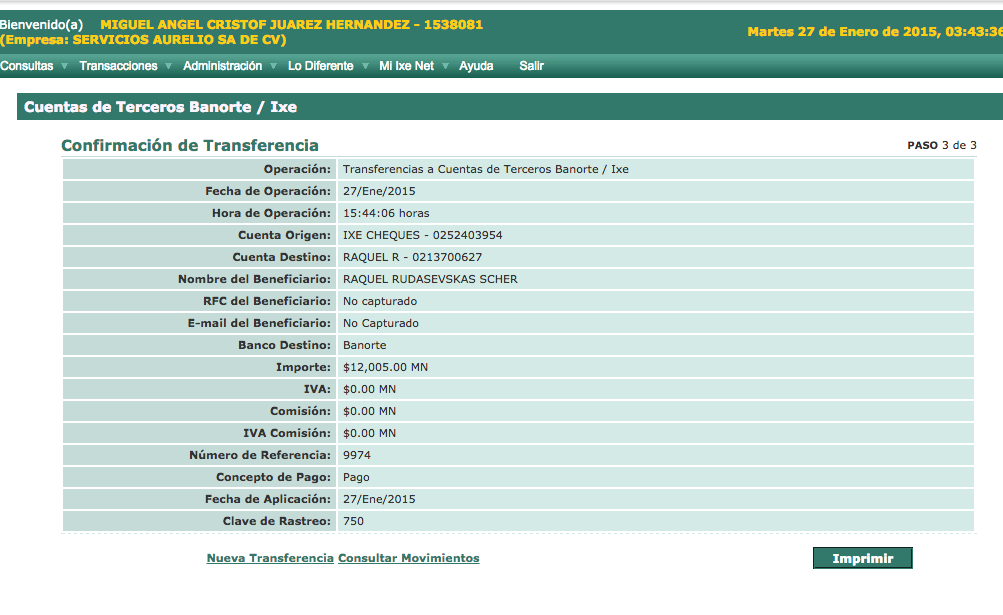 Bienvenido(a) MIGUEL ANGEL CRISTOF JUAREZ HERNANDEZ - 1538081
(Empresa: SERVICIOS AURELIO SA DE CV)
Martes 27 de Enero de 2015, 03:43:36
Consultas Transacciones Administración Lo Diferente Mi Ixe Net Ayuda Salir
Cuentas de Terceros Banorte / Ixe
Confirmación de Transferencia PASO 3 de 3
Operación: Transferencias a Cuentas de Terceros Banorte / Ixe
Fecha de Operación: 27/Ene/2015
Hora de Operación: 15:44:06 horas
Cuenta Origen: IXE CHEQUES - 0252403954
Cuenta Destino: RAQUEL R - 0213700627
Nombre del Beneficiario: RAQUEL RUDASEVSKAS SCHER
RFC del Beneficiario: No capturado
E-mail del Beneficiario: No Capturado
Banco Destino: Banorte
Importe: $12,005.00 MN
IVA: $0.00 MN
Comisión: $0.00 MN
IVA Comisión: $0.00 MN
Número de Referencia: 9974
Concepto de Pago: Pago
Fecha de Aplicación: 27/Ene/2015
Clave de Rastreo: 750
Nueva Transferencia Consultar Movimientos Imprimir